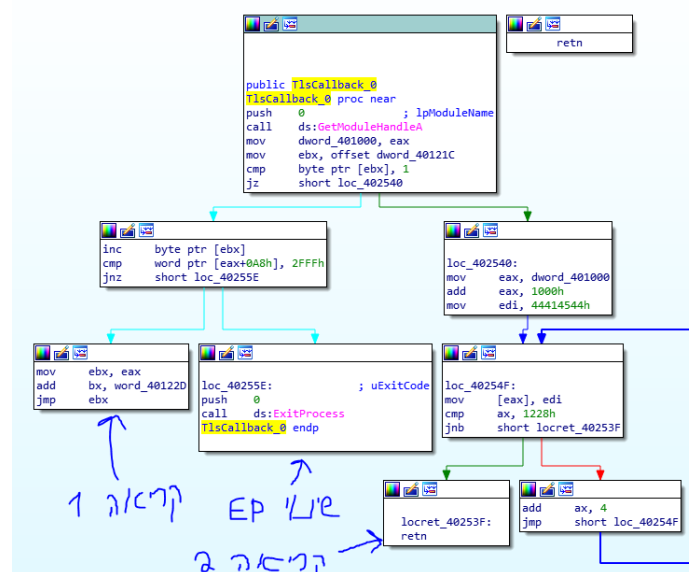 retn
public TlsCallback_0
TlsCallback_0 proc near
push 0 ; lpModuleName
call ds:GetModuleHandleA
mov dword_401000, eax
mov ebx, offset dword_40121C
cmp byte ptr [ebx], 1
jz short loc_402540
inc byte ptr [ebx]
cmp word ptr [eax+0A8h], 2FFFh
jnz short loc_40255E
loc_402540:
mov eax, dword_401000
add eax, 1000h
mov edi, 44414544h
mov ebx, eax
add bx, word_40122D
jmp ebx
loc_40255E: ; uExitCode
push 0
call ds:ExitProcess
TlsCallback_0 endp
loc_40254F:
mov [eax], edi
cmp ax, 1228h
jnb short locret_40253F
קריאה 1
שינוי EP
locret_40253F:
retn
add ax, 4
jmp short loc_40254F
קריאה 2